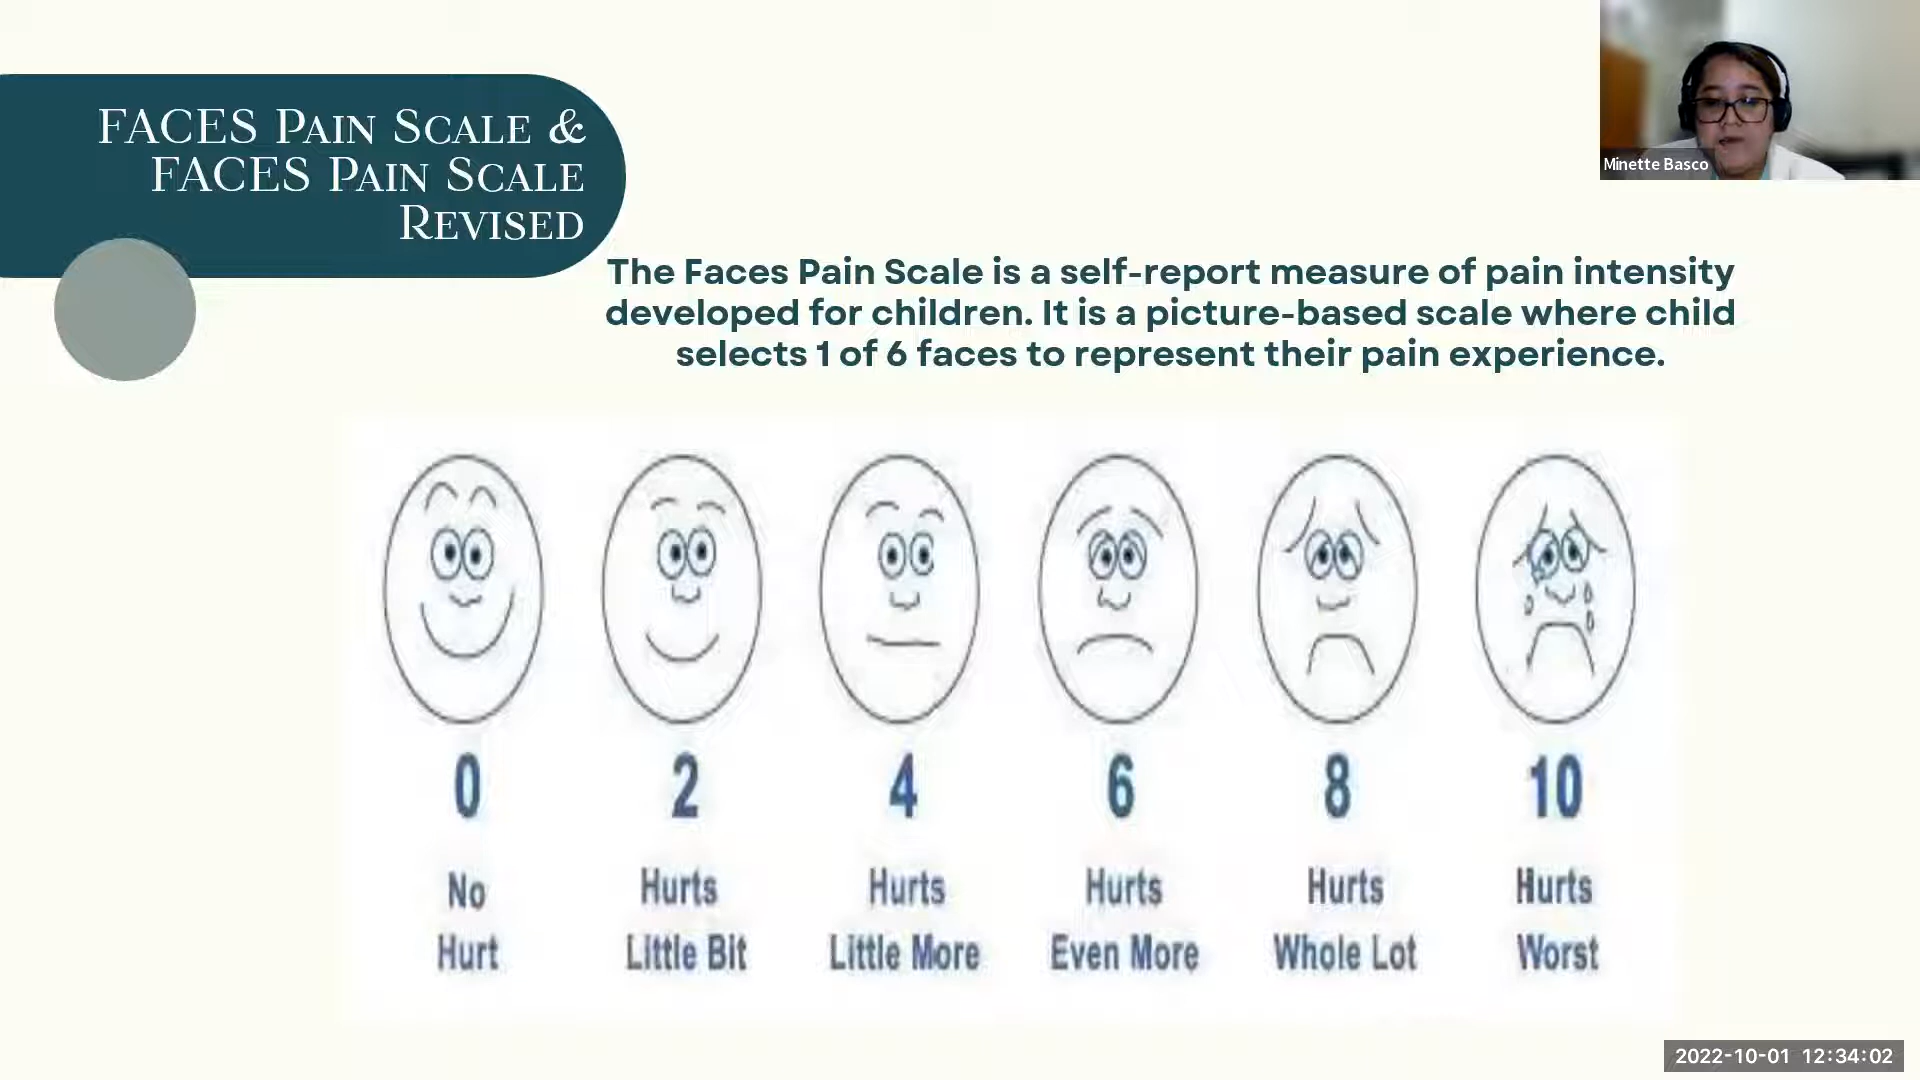 FACES PAIN SCALE &
FACES PAIN SCALE
REVISED
Minette Basco
The Faces Pain Scale is a self-report measure of pain intensity
developed for children. It is a picture-based scale where child
selects 1 of 6 faces to represent their pain experience.
0 2 4 6 8 10
No Hurts Hurts Hurts Hurts Hurts
Hurt Little Bit Little More Even More Whole Lot Worst
2022-10-01 12:34:02